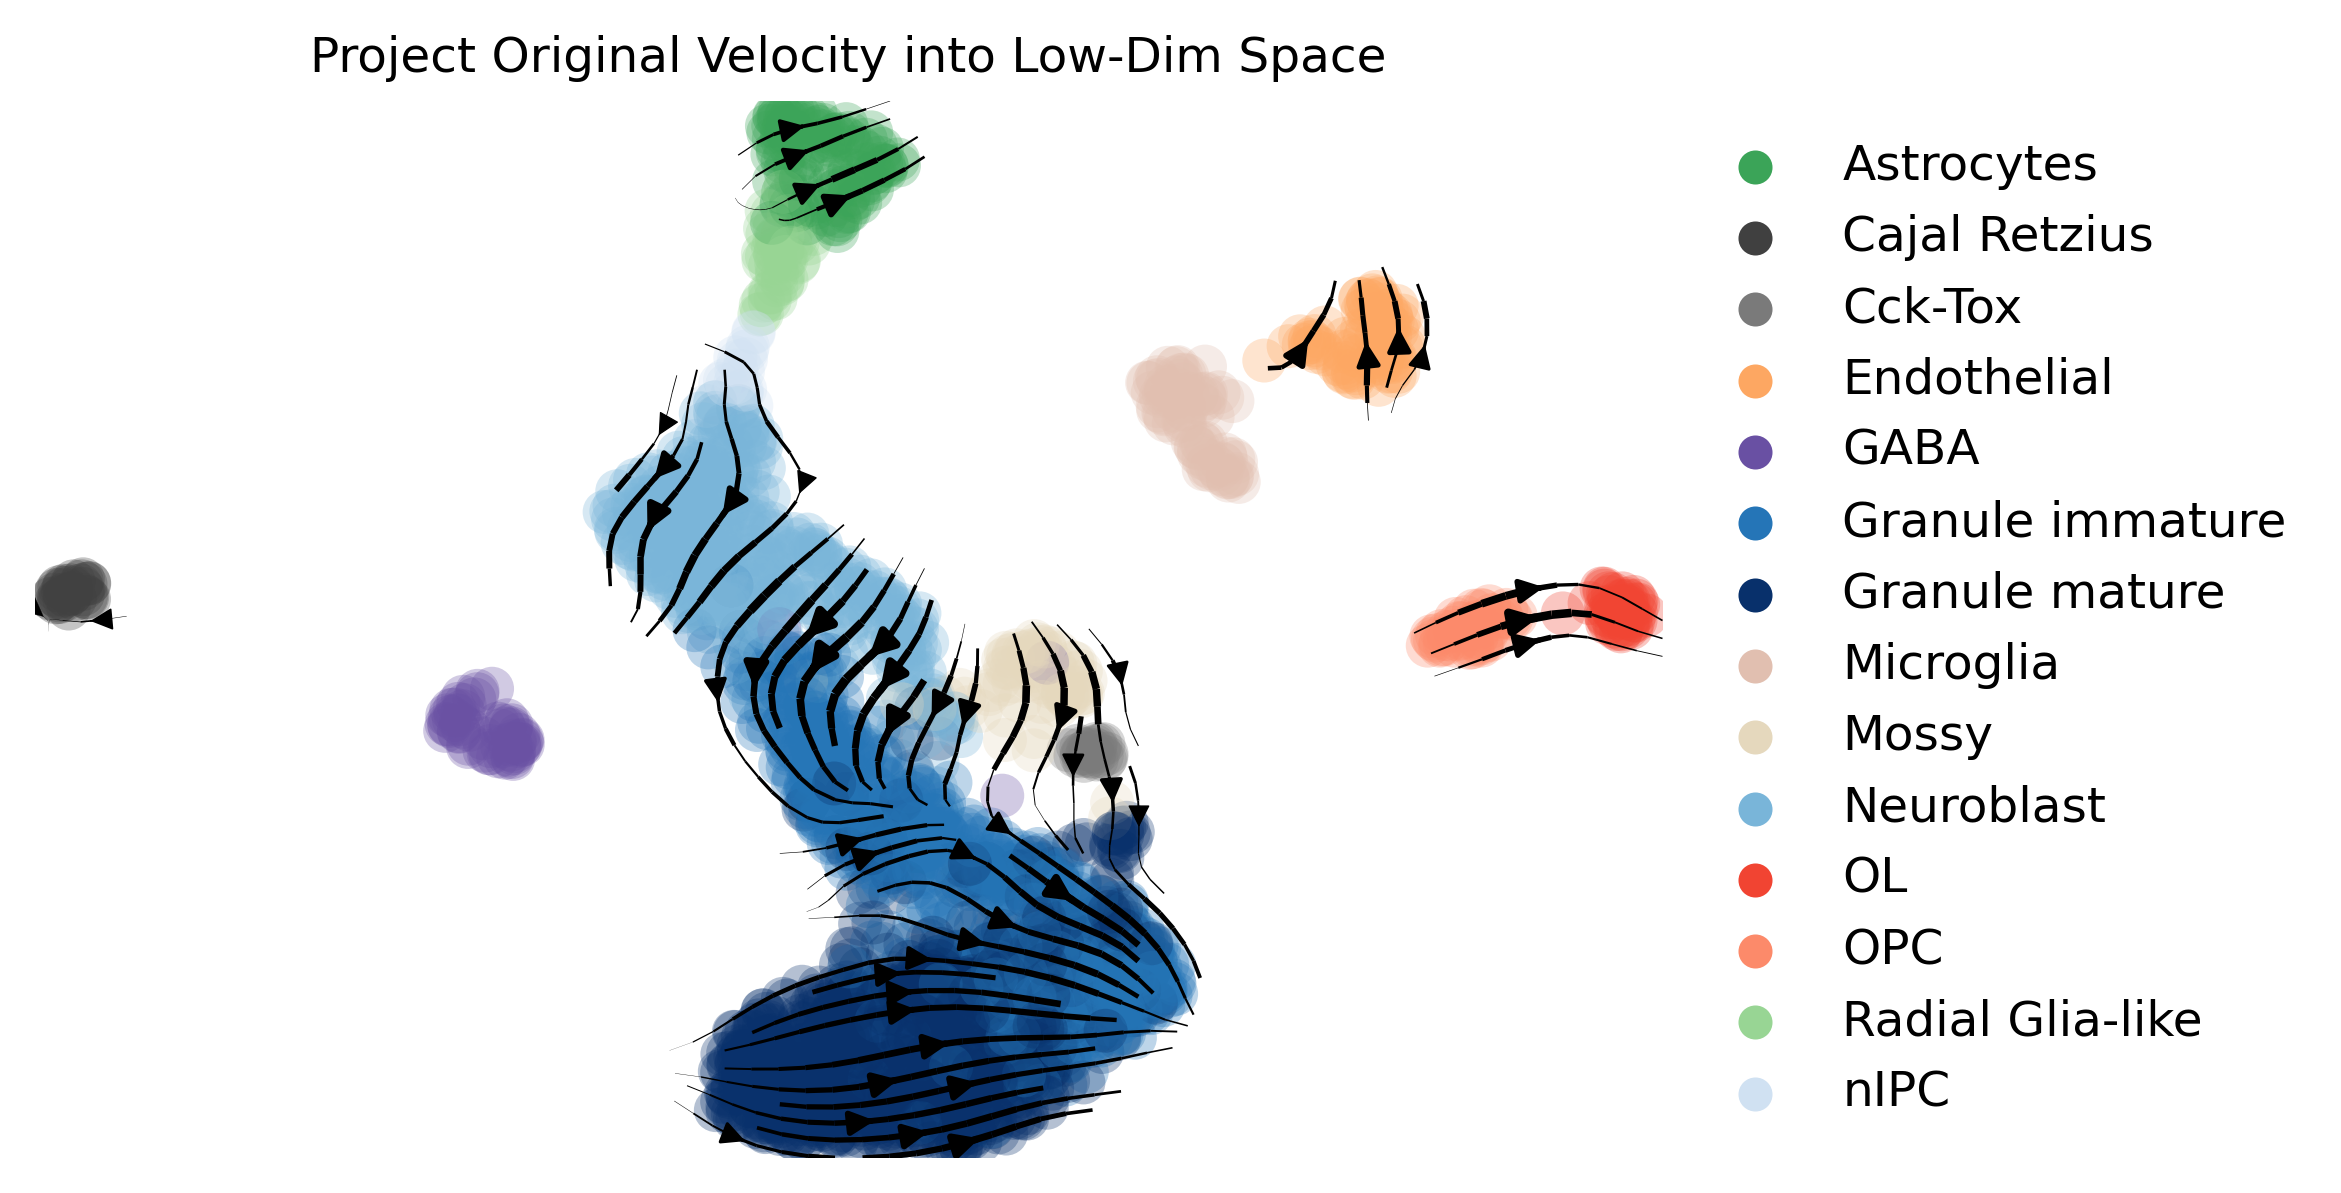 Project Original Velocity into Low-Dim Space
Astrocytes
Cajal Retzius
Cck-Tox
Endothelial
GABA
Granule immature
Granule mature
Microglia
Mossy
Neuroblast
OL
OPC
Radial Glia-like
nIPC